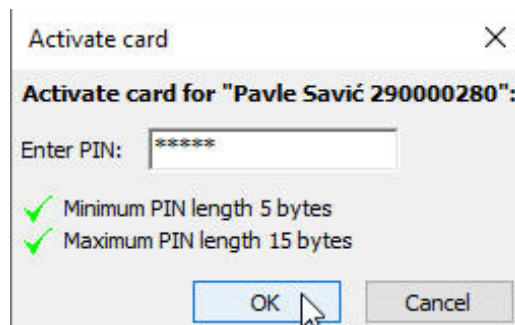 Activate card
Activate card for "Pavle Savić 290000280":
Enter PIN: *****
Minimum PIN length 5 bytes
Maximum PIN length 15 bytes
OK Cancel